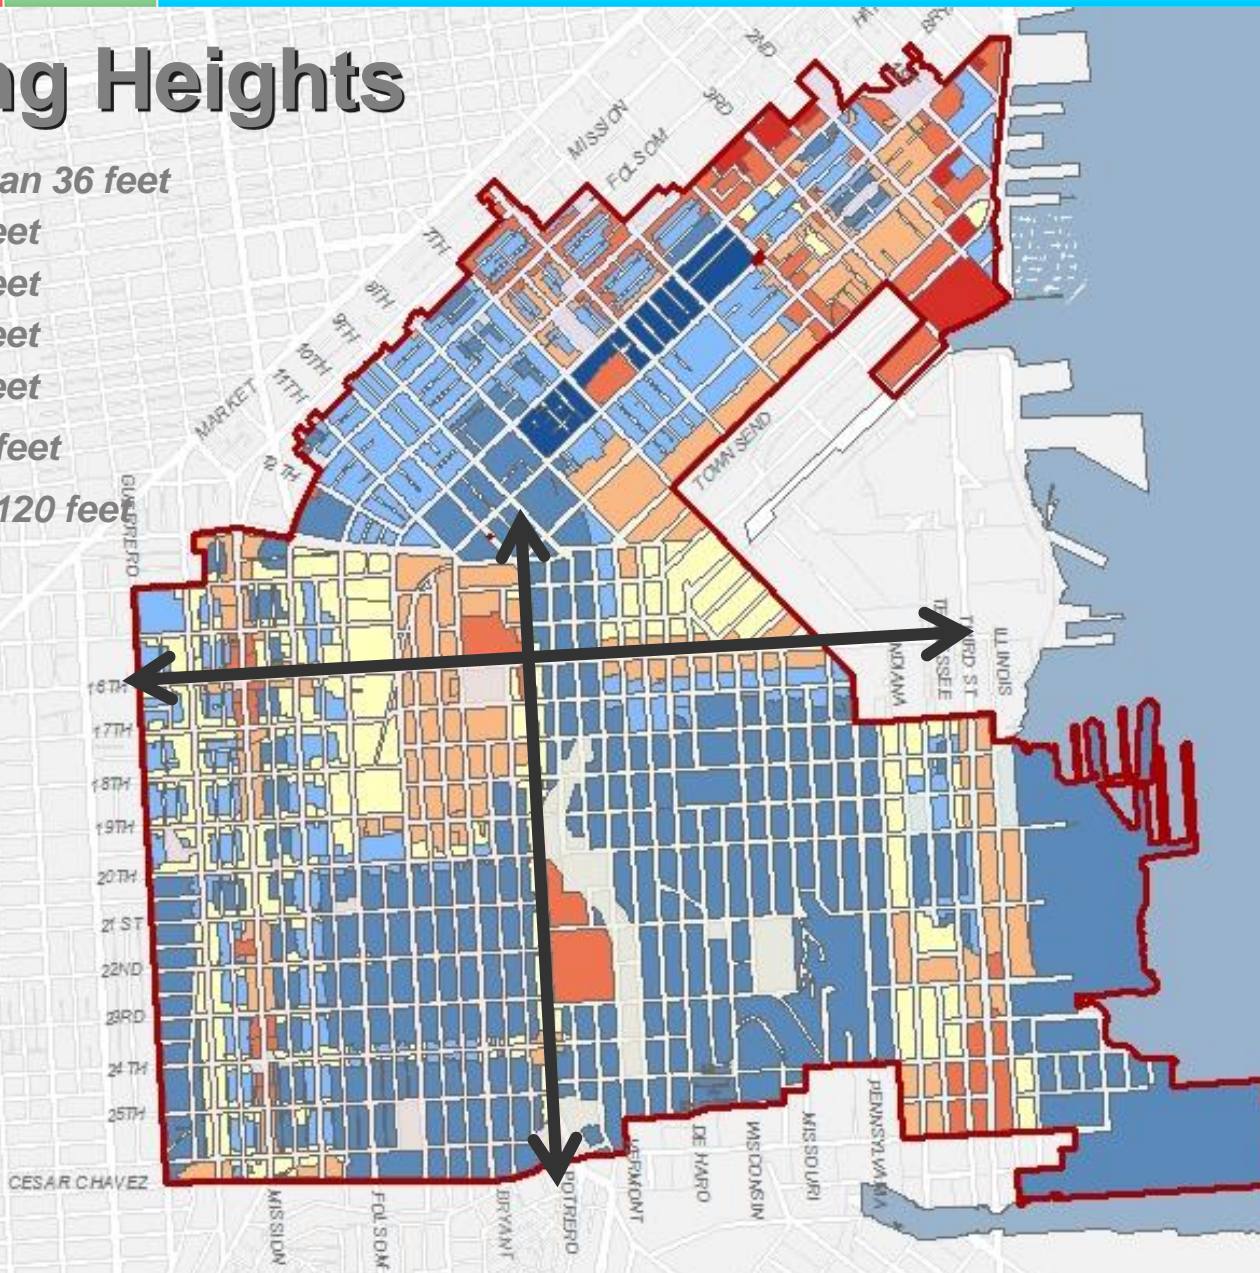 ng Heights
an 36 feet
eet
eet
eet
eet
feet
120 feet
2ND
3RD
MISSION
FOLSOM
7TH
8TH
9TH
10TH
11TH
MARKET
12 TH
GUERRERO
TOWNSEND
16TH
17TH
18TH
19TH
20TH
21 ST
22ND
23RD
24 TH
25TH
CESAR CHAVEZ
INDIANA
THIRD ST
ILLINOIS
MISSION
FOLSOM
BRYANT
POTRERO
VERMONT
DE HARO
WISCONSIN
MISSOURI
PENNSYLVANIA